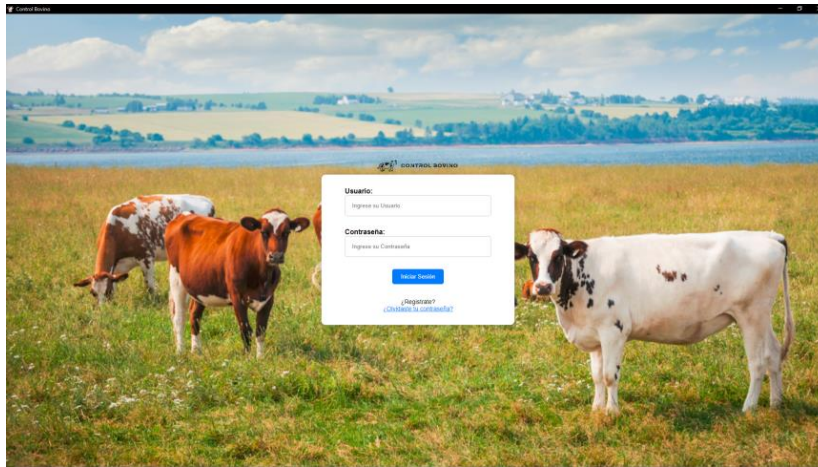 Control Bovino
CONTROL BOVINO
Usuario:
Ingrese su Usuario
Contraseña:
Ingrese su Contraseña
Iniciar Sesión
¿Registrate?
¿Olvidaste tu contraseña?